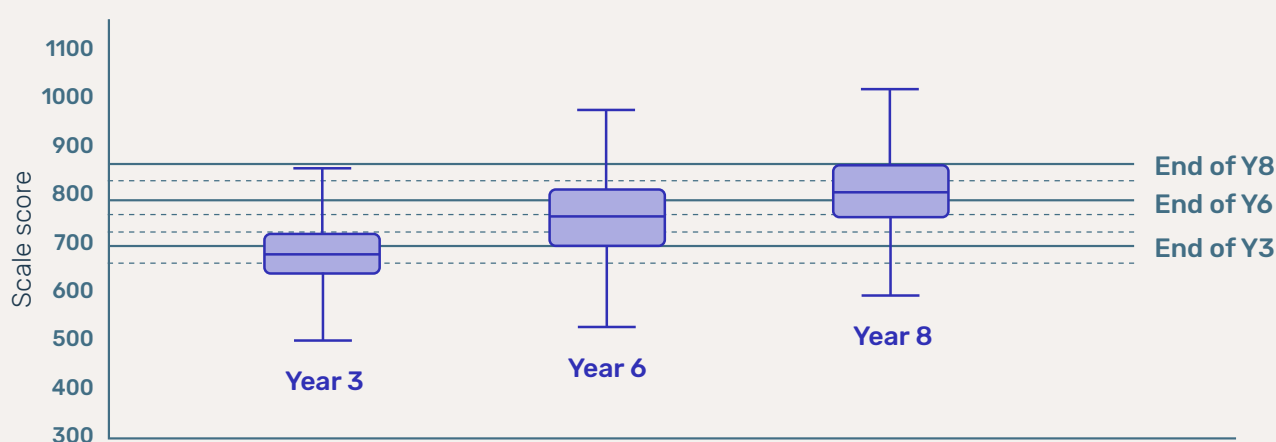 1100
1000
900
800
700
600
500
400
300
Scale score
End of Y8
End of Y6
End of Y3
Year 3
Year 6
Year 8